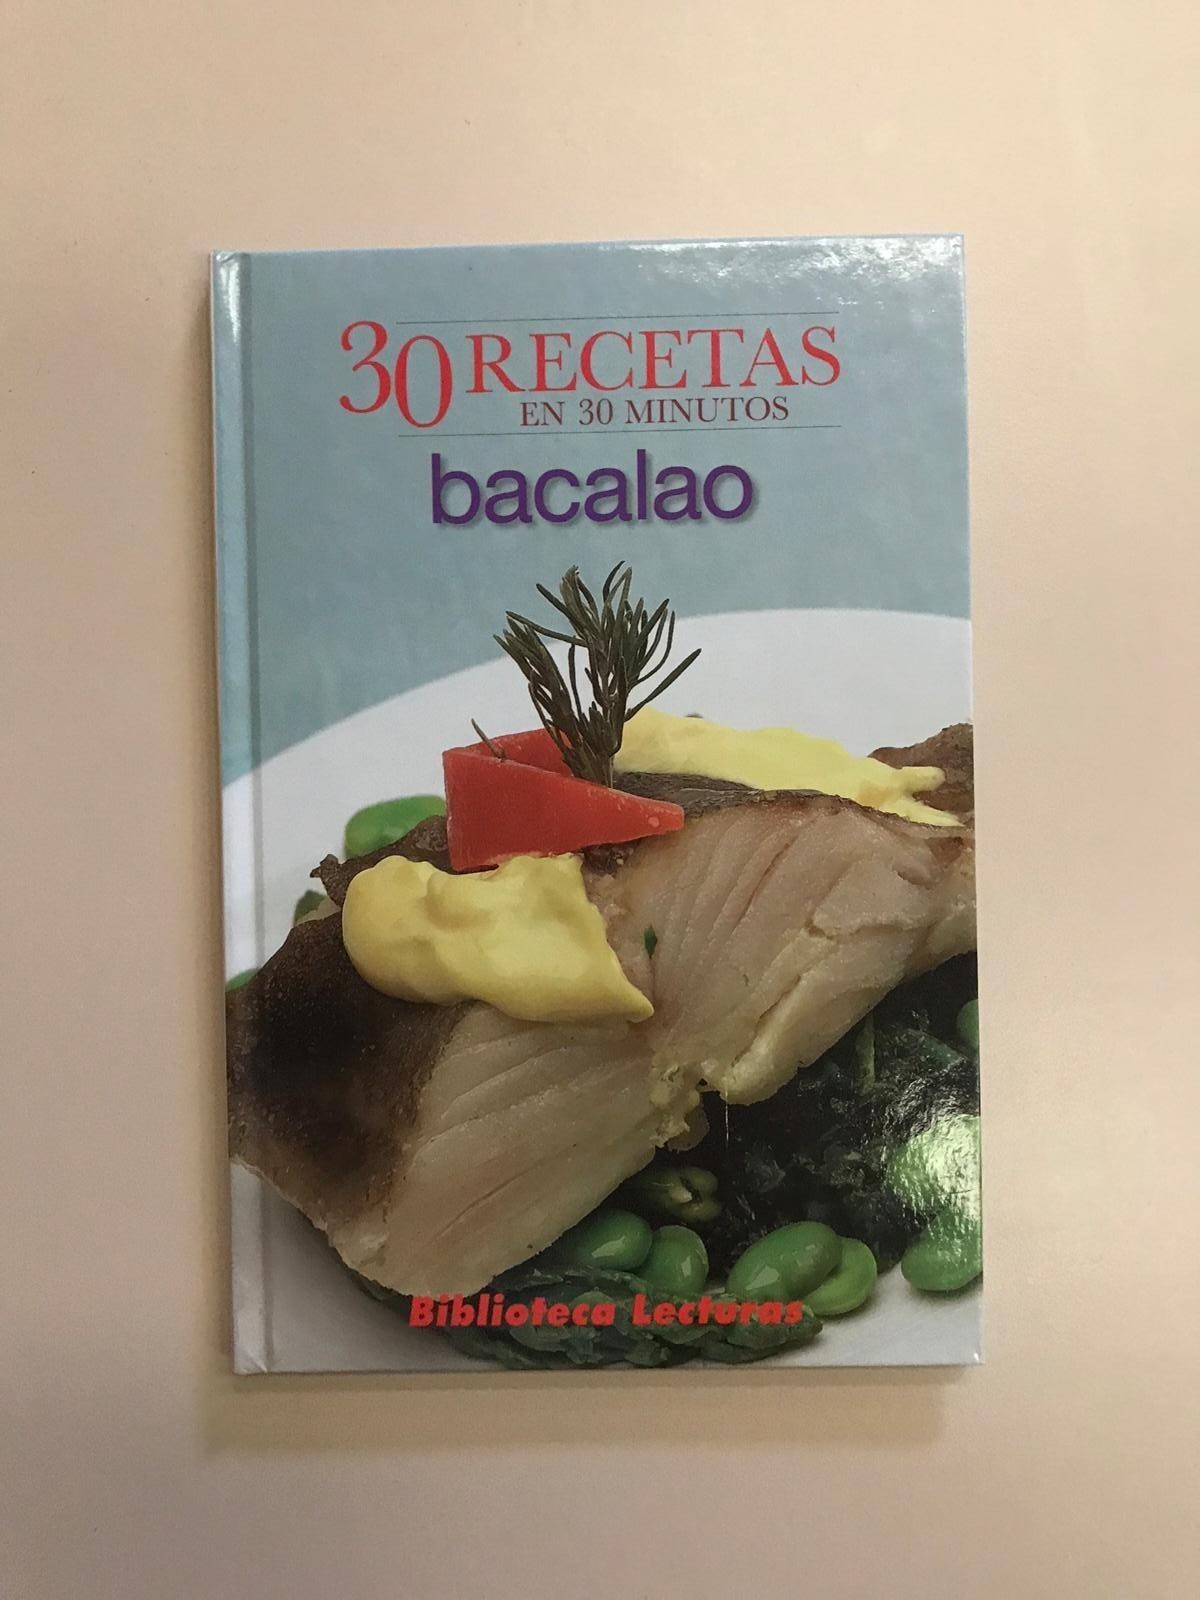 30 RECETAS
EN 30 MINUTOS
bacalao
Biblioteca Lecturas